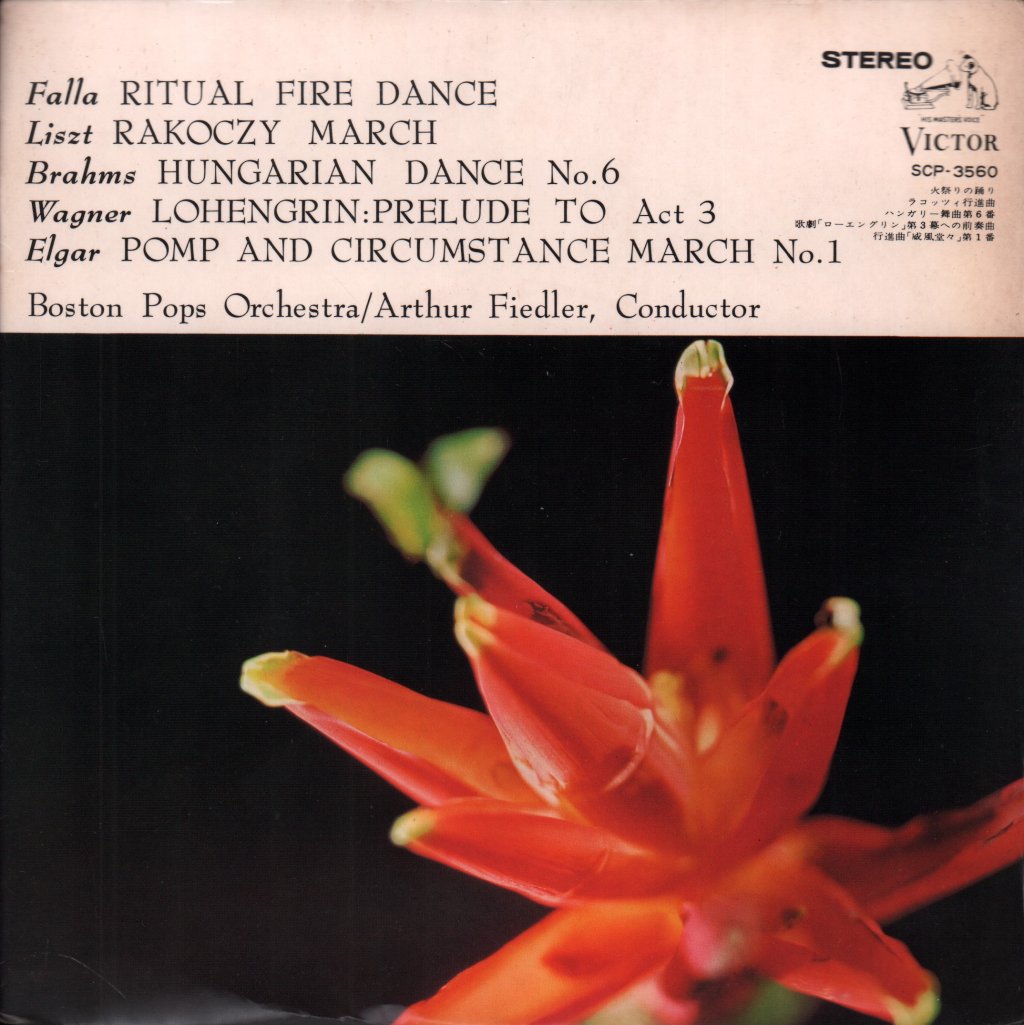 Falla RITUAL FIRE DANCE
Liszt RAKOCZY MARCH
Brahms HUNGARIAN DANCE No.6
Wagner LOHENGRIN:PRELUDE TO Act 3
Elgar POMP AND CIRCUMSTANCE MARCH No.1
Boston Pops Orchestra/Arthur Fiedler, Conductor
STEREO
"HIS MASTER'S VOICE"
VICTOR
SCP-3560
火祭りの踊り
ラコッツィ行進曲
ハンガリー舞曲第6番
歌劇「ローエングリン」第3幕への前奏曲
行進曲「威風堂々」第1番